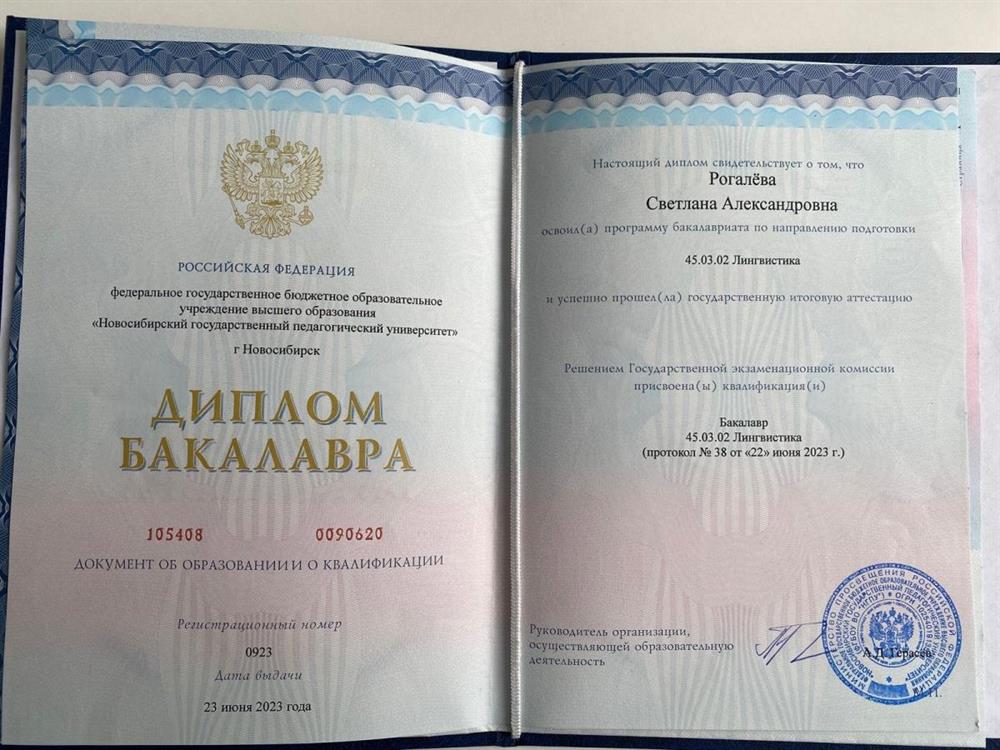 РОССИЙСКАЯ ФЕДЕРАЦИЯ
федеральное государственное бюджетное образовательное
учреждение высшего образования
«Новосибирский государственный педагогический университет»
г Новосибирск
ДИПЛОМ
БАКАЛАВРА
105408 0090620
ДОКУМЕНТ ОБ ОБРАЗОВАНИИ И О КВАЛИФИКАЦИИ
Регистрационный номер
0923
Дата выдачи
23 июня 2023 года
Настоящий диплом свидетельствует о том, что
Рогалёва
Светлана Александровна
освоил(а) программу бакалавриата по направлению подготовки
45.03.02 Лингвистика
и успешно прошел(ла) государственную итоговую аттестацию
Решением Государственной экзаменационной комиссии
присвоена(ы) квалификация(и)
Бакалавр
45.03.02 Лингвистика
(протокол № 38 от «22» июня 2023 г.)
Руководитель организации,
осуществляющей образовательную
деятельность
А.Д. Герасёв
М.П.
МИНИСТЕРСТВО ПРОСВЕЩЕНИЯ РОССИЙСКОЙ ФЕДЕРАЦИИ